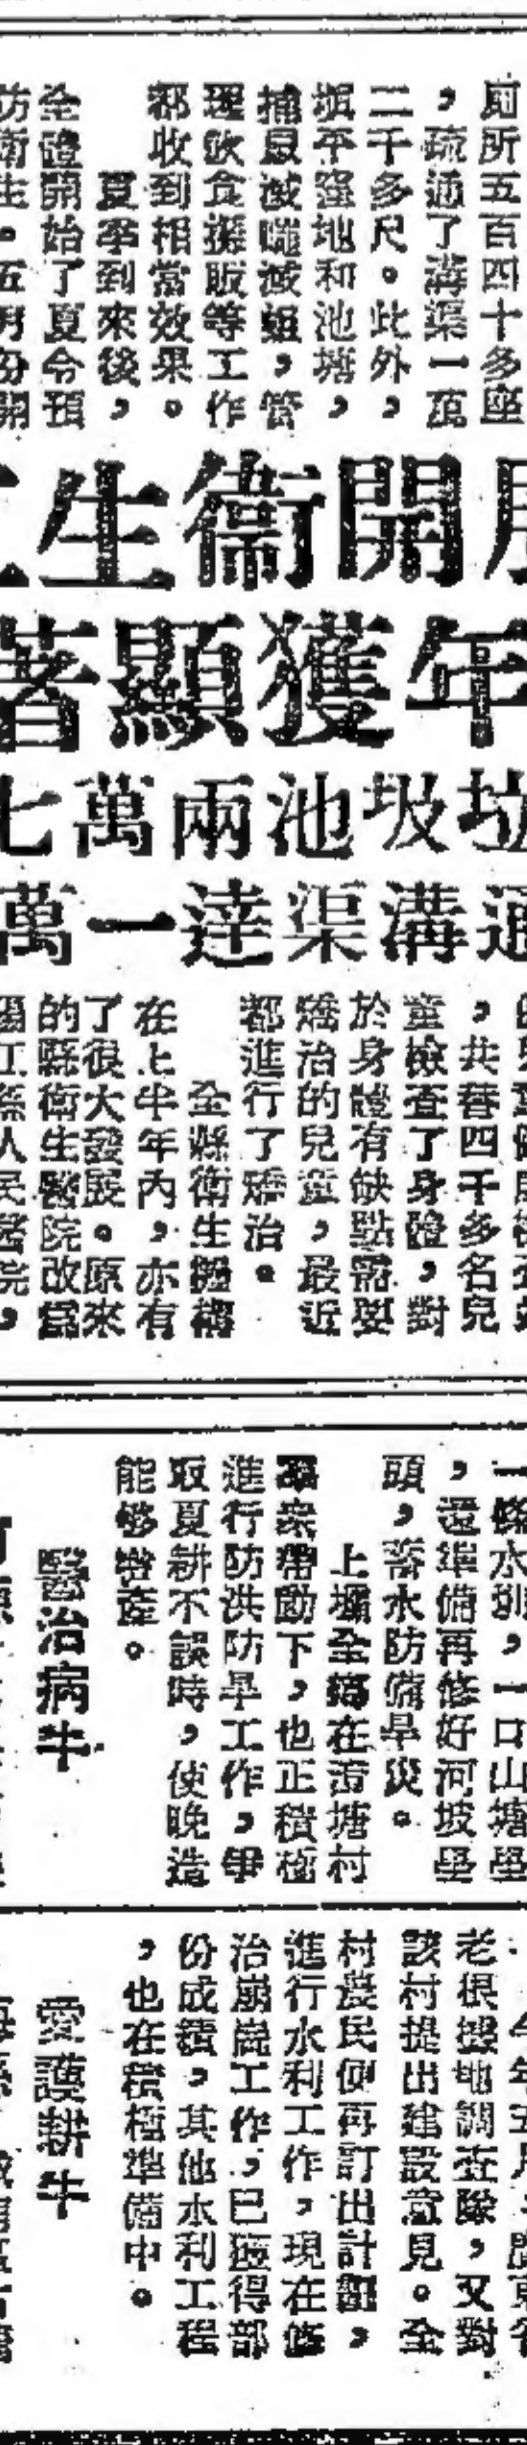 廁所五百四十多座
，疏通了溝渠一萬
二千多尺。此外，
塡平窪地和池塘，
捕鼠滅蠅滅蛆，管
理飲食攤販等工作
都收到相當效果。
夏季到來後，
全體開始了夏令預
防衛生。五月份開
開衞生
年獲顯著
垃圾池兩萬七
通溝渠達一萬
，共替四千多名兒
童檢查了身體，對
於身體有缺點需要
矯治的兒童，最近
都進行了矯治。
全縣衛生機構
在上半年內，亦有
了很大發展。原來
的縣衛生醫院改爲
陽江縣人民醫院，
一條水圳，一口山塘壆
，還準備再修好河坡壆
頭，蓄水防備旱災。
上壩全鄉在塘村
羣衆帶動下，也正積極
進行防洪防旱工作，爭
取夏耕不誤時，使晚造
能够增產。
醫治病牛
老根據地調查隊，又對
該村提出建設意見。全
村農民便再訂出計劃，
進行水利工作，現在修
治崩崗工作，已獲得部
份成績，其他水利工程
，也在積極準備中。
愛護耕牛